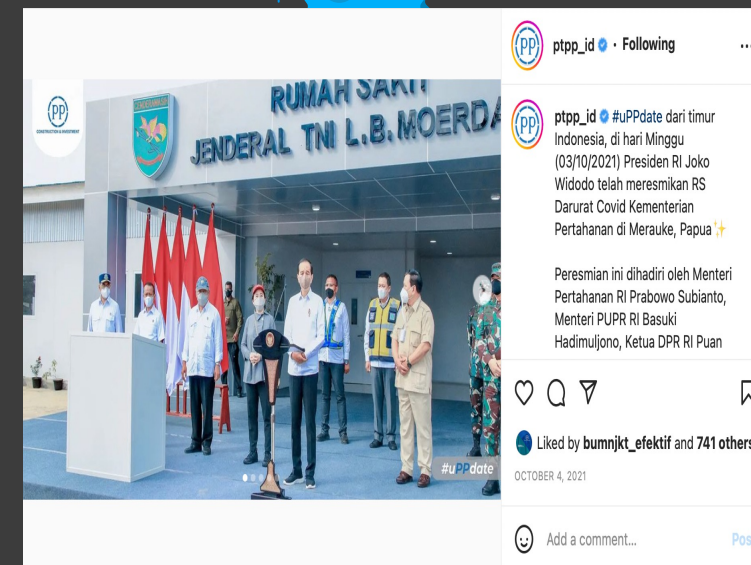 PP
CONSTRUCTION & INVESTMENT
RUMAH SAKIT
JENDERAL TNI L.B.MOERDA
#uPPdate
PP
ptpp_id · Following
PP
ptpp_id #uPPdate dari timur
Indonesia, di hari Minggu
(03/10/2021) Presiden RI Joko
Widodo telah meresmikan RS
Darurat Covid Kementerian
Pertahanan di Merauke, Papua✨
Peresmian ini dihadiri oleh Menteri
Pertahanan RI Prabowo Subianto,
Menteri PUPR RI Basuki
Hadimuljono, Ketua DPR RI Puan
Liked by bumnjkt_efektif and 741 others
OCTOBER 4, 2021
Add a comment...
Pos